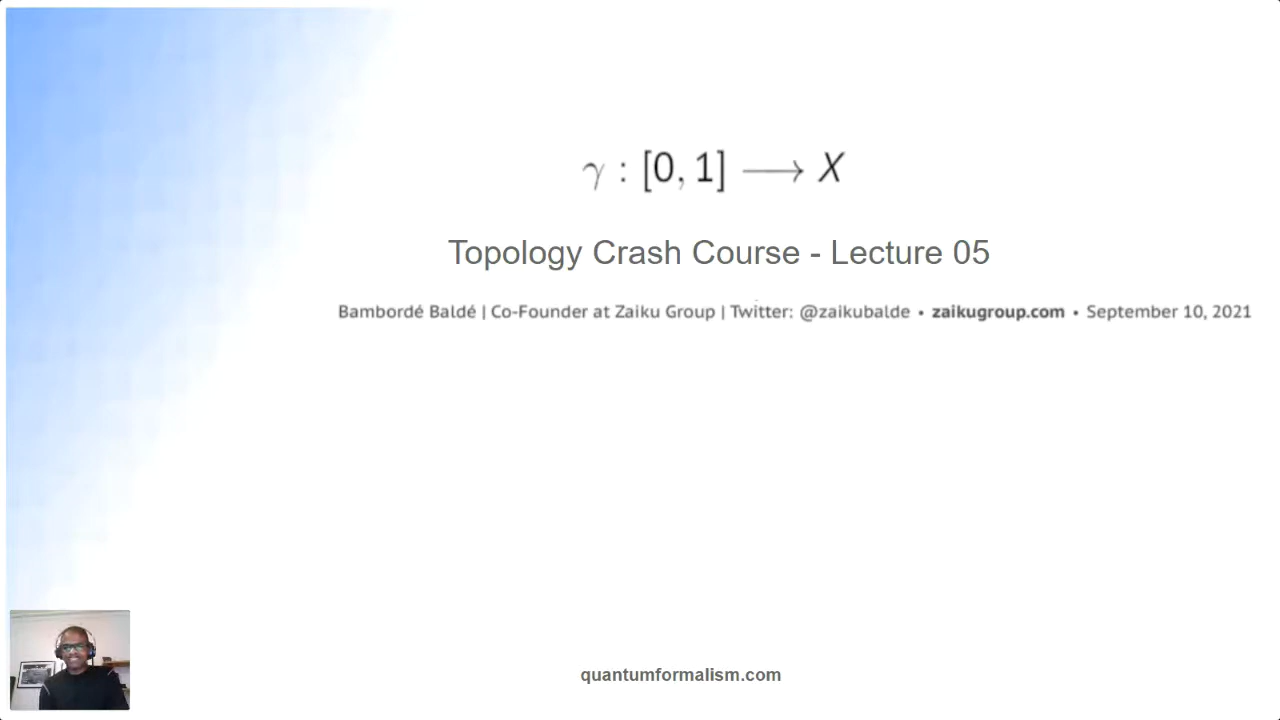 γ : [0, 1] ⟶ X
Topology Crash Course - Lecture 05
Bambordé Baldé | Co-Founder at Zaiku Group | Twitter: @zaikubalde • zaikugroup.com • September 10, 2021
quantumformalism.com